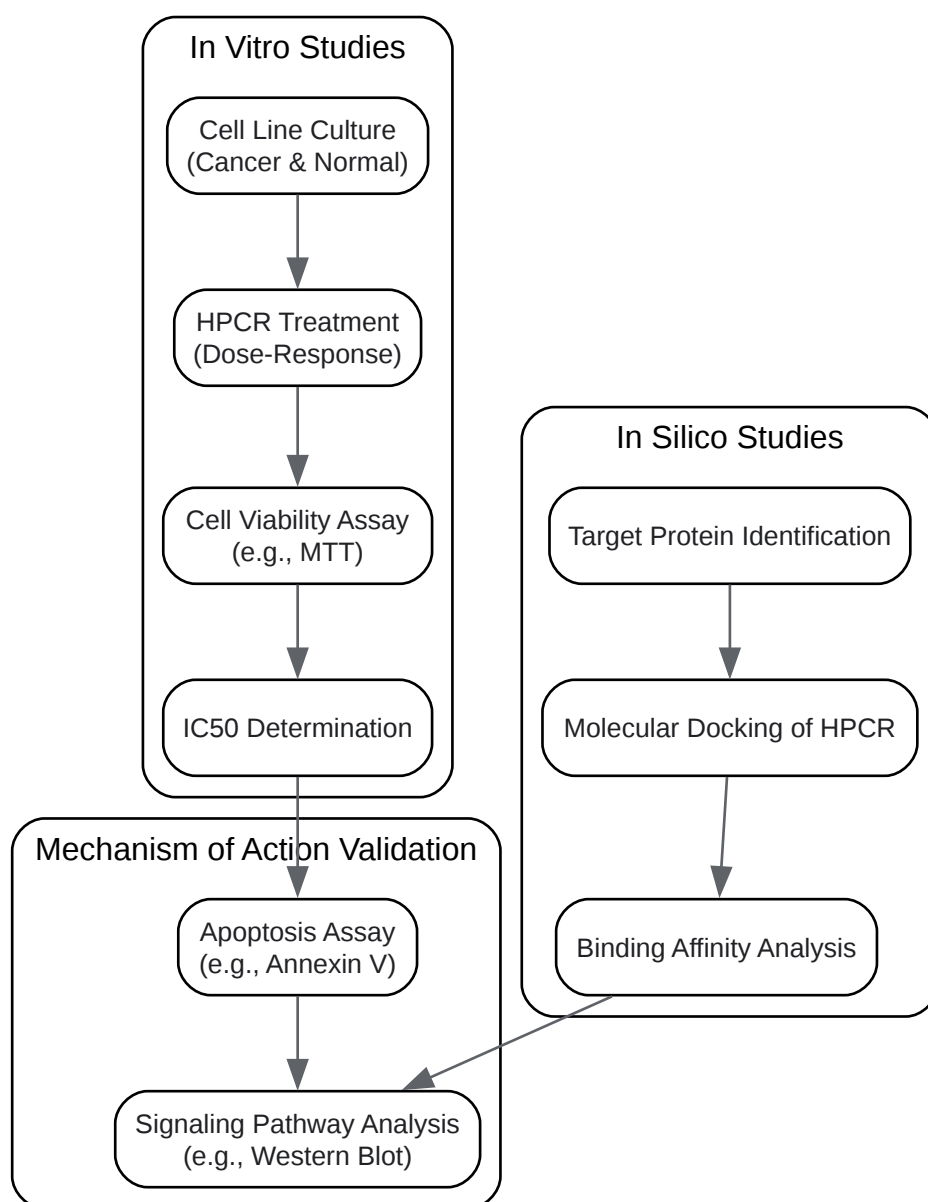 In Vitro Studies
Cell Line Culture
(Cancer & Normal)
HPCR Treatment
(Dose-Response)
Cell Viability Assay
(e.g., MTT)
IC50 Determination
In Silico Studies
Target Protein Identification
Molecular Docking of HPCR
Binding Affinity Analysis
Mechanism of Action Validation
Apoptosis Assay
(e.g., Annexin V)
Signaling Pathway Analysis
(e.g., Western Blot)